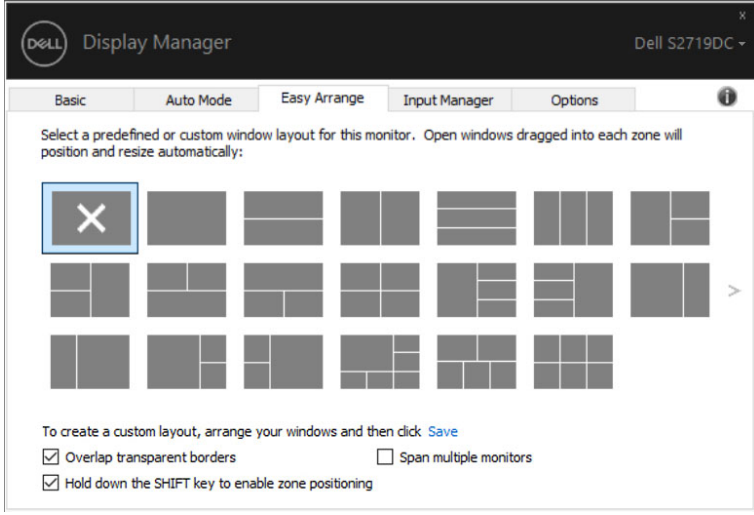 x
DELL
Display Manager
Dell S2719DC
Basic
Auto Mode
Easy Arrange
Input Manager
Options
i
Select a predefined or custom window layout for this monitor. Open windows dragged into each zone will
position and resize automatically:
>
To create a custom layout, arrange your windows and then click Save
Overlap transparent borders
Span multiple monitors
Hold down the SHIFT key to enable zone positioning